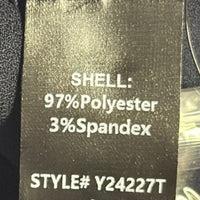 SHELL:
97%Polyester
3%Spandex
STYLE# Y24227T